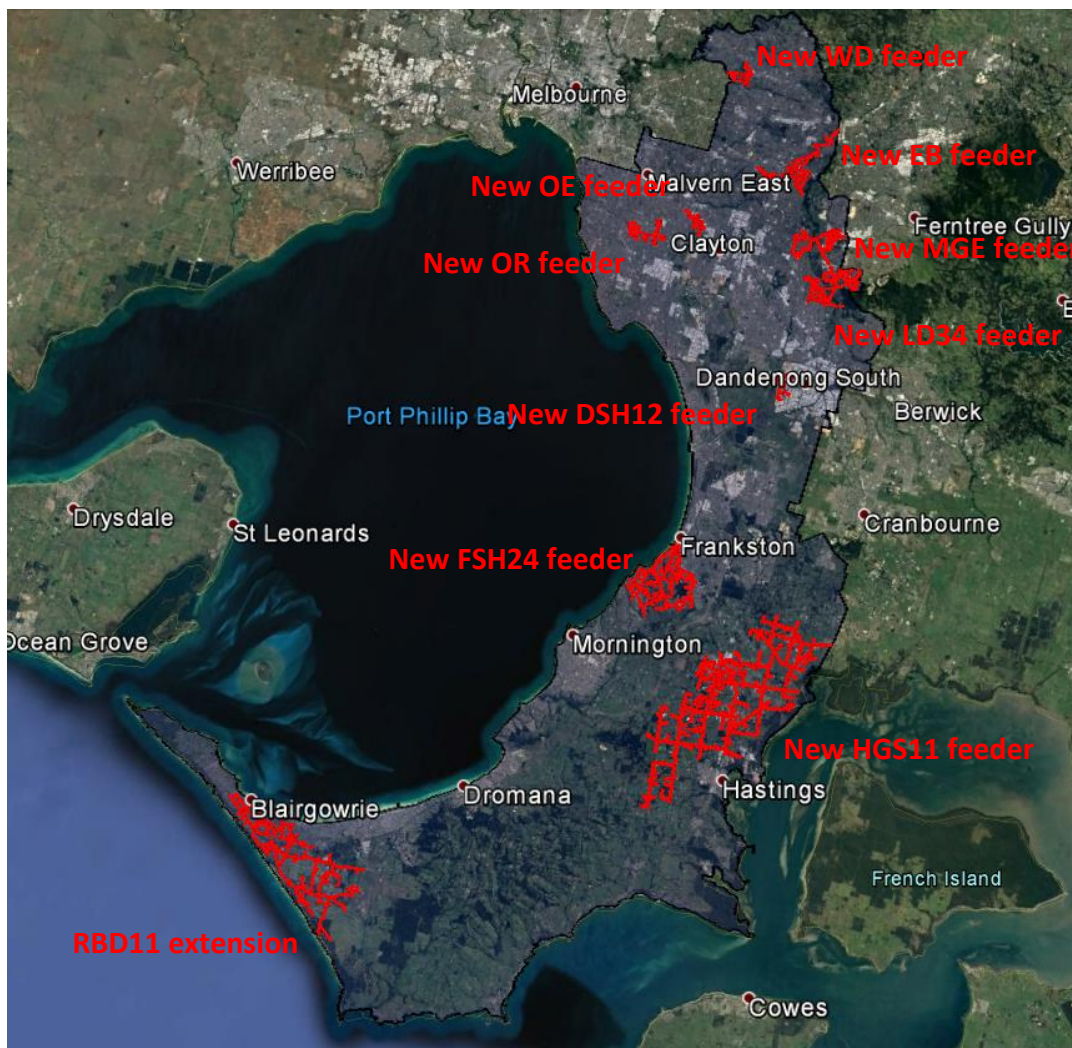 New WD feeder
Melbourne
New EB feeder
Werribee
New OE feeder
Malvern East
Ferntree Gully
New OR feeder
Clayton
New MGE feeder
New LD34 feeder
Dandenong South
Port Phillip Bay
New DSH12 feeder
Berwick
Drysdale
St Leonards
Cranbourne
New FSH24 feeder
Frankston
Ocean Grove
Mornington
New HGS11 feeder
Blairgowrie
Dromana
Hastings
French Island
RBD11 extension
Cowes